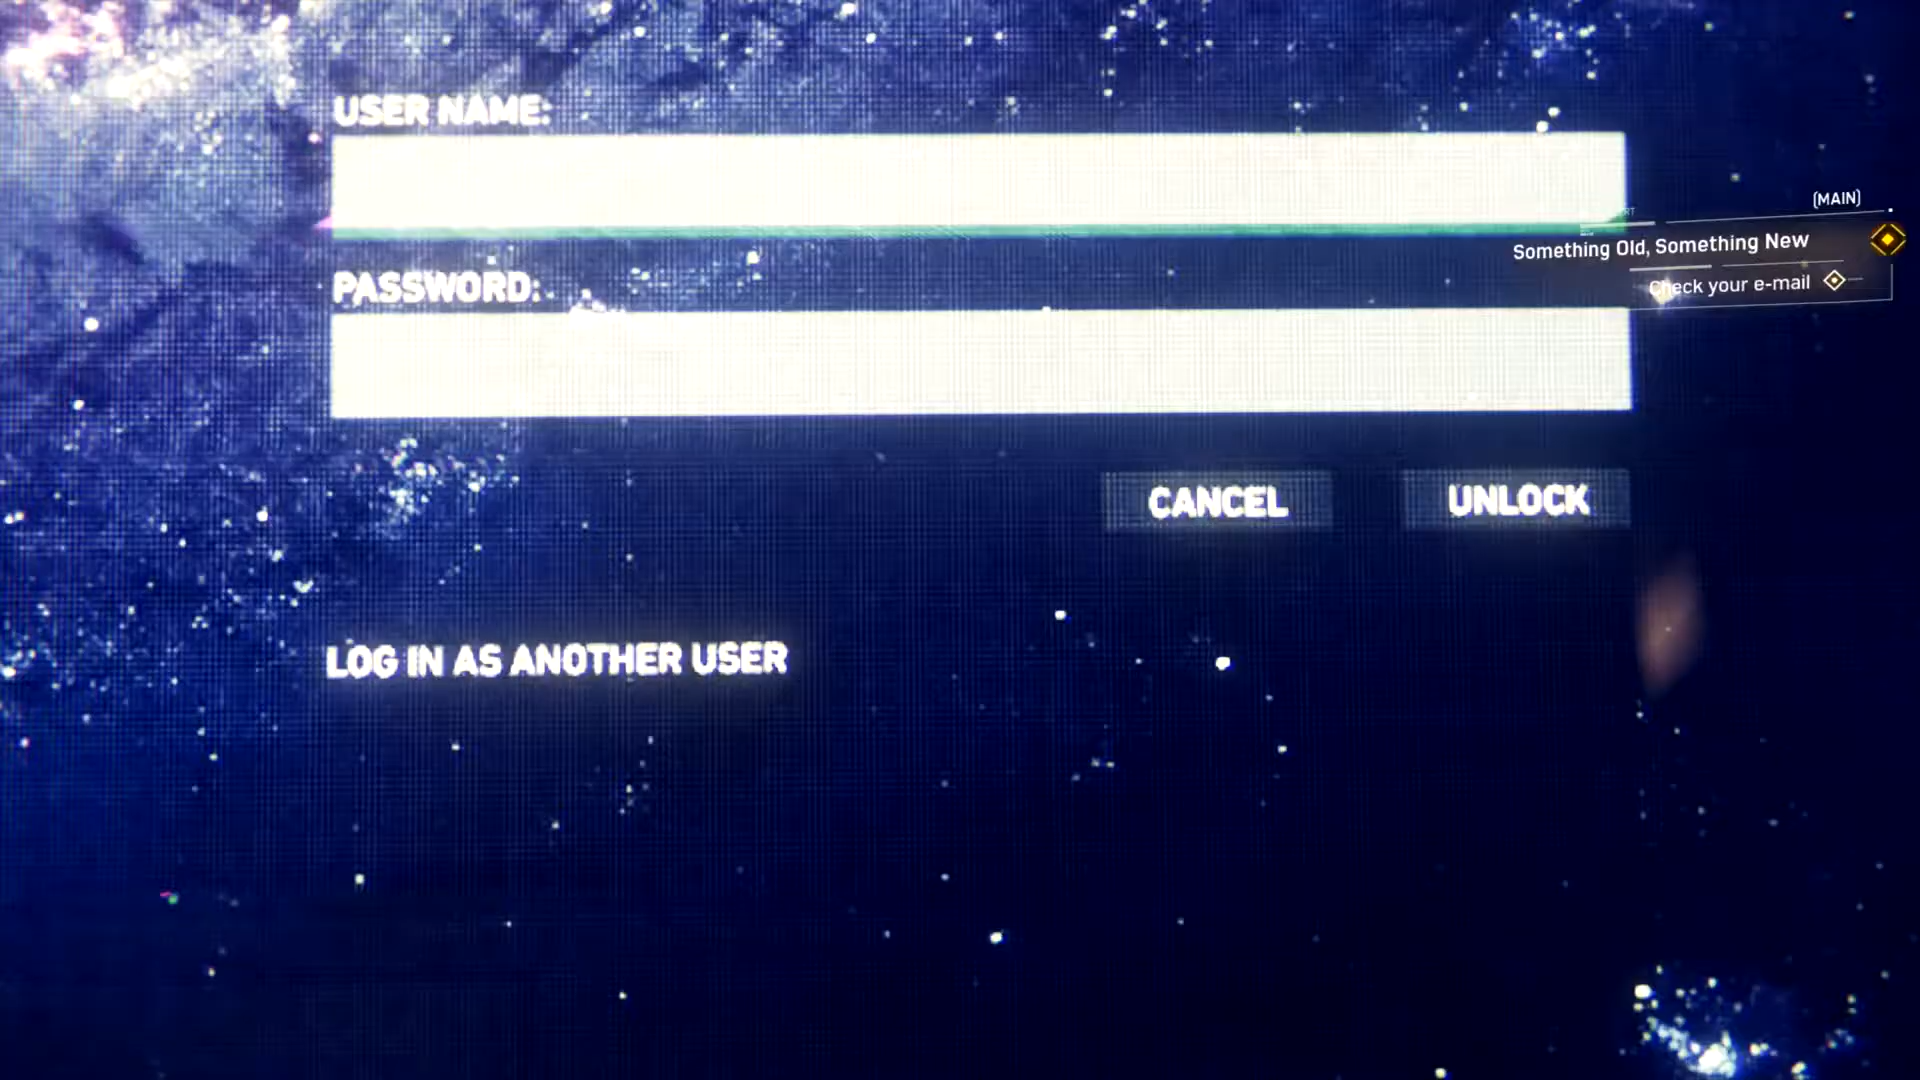 USER NAME:
(MAIN)
Something Old, Something New
PASSWORD:
Check your e-mail
CANCEL
UNLOCK
LOG IN AS ANOTHER USER